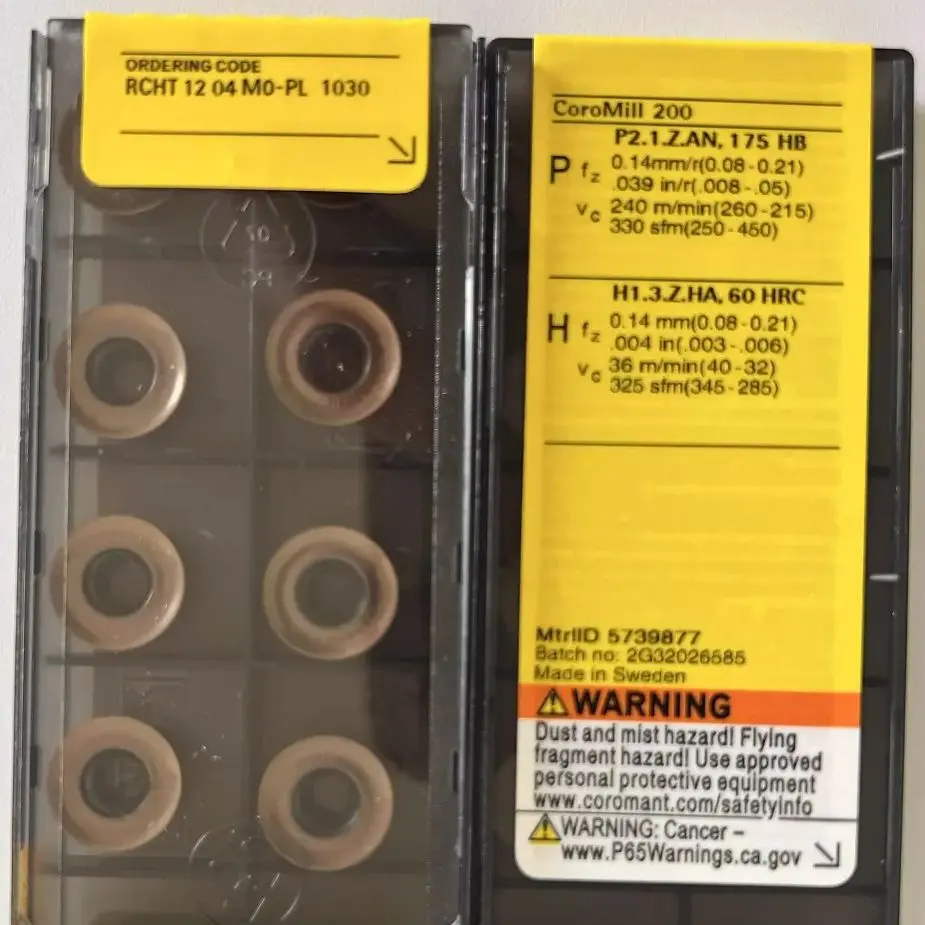 ORDERING CODE
RCHT 12 04 M0-PL 1030
CoroMill 200
P2.1.Z.AN, 175 HB
P fz 0.14mm/r(0.08-0.21)
.039 in/r(.008-.05)
vc 240 m/min(260-215)
330 sfm(250-450)
H1.3.Z.HA, 60 HRC
H fz 0.14 mm(0.08-0.21)
.004 in(.003-.006)
vc 36 m/min(40-32)
325 sfm(345-285)
MtrlID 5739877
Batch no: 2G32026585
Made in Sweden
WARNING
Dust and mist hazard! Flying
fragment hazard! Use approved
personal protective equipment
www.coromant.com/safetyinfo
WARNING: Cancer –
www.P65Warnings.ca.gov